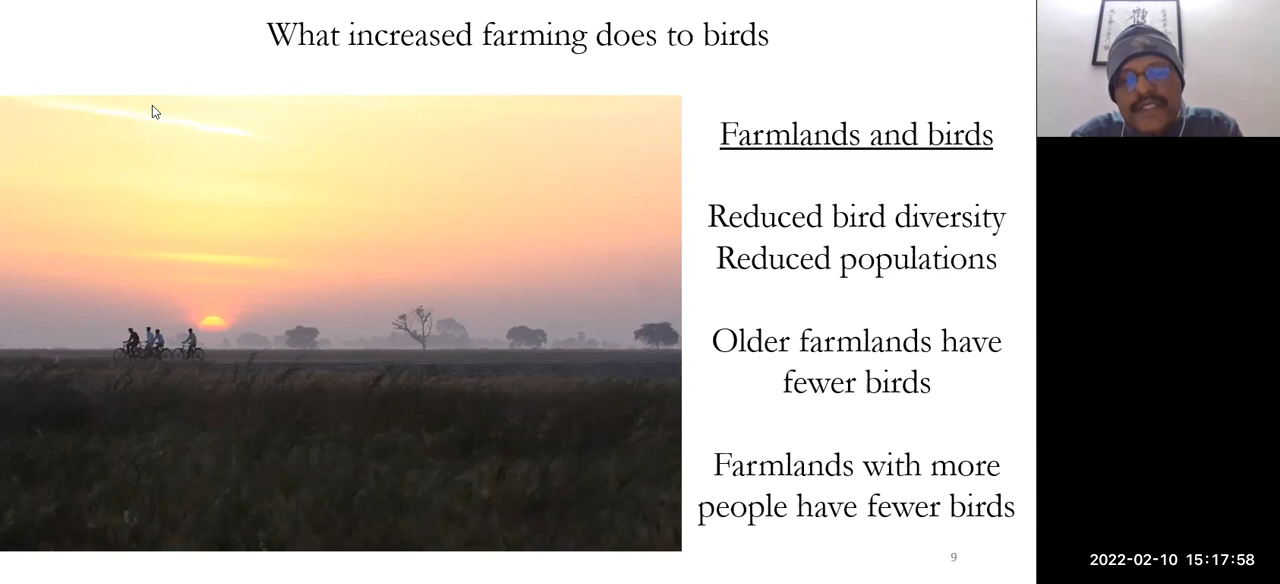 What increased farming does to birds
Farmlands and birds
Reduced bird diversity
Reduced populations
Older farmlands have
fewer birds
Farmlands with more
people have fewer birds
9
2022-02-10 15:17:58